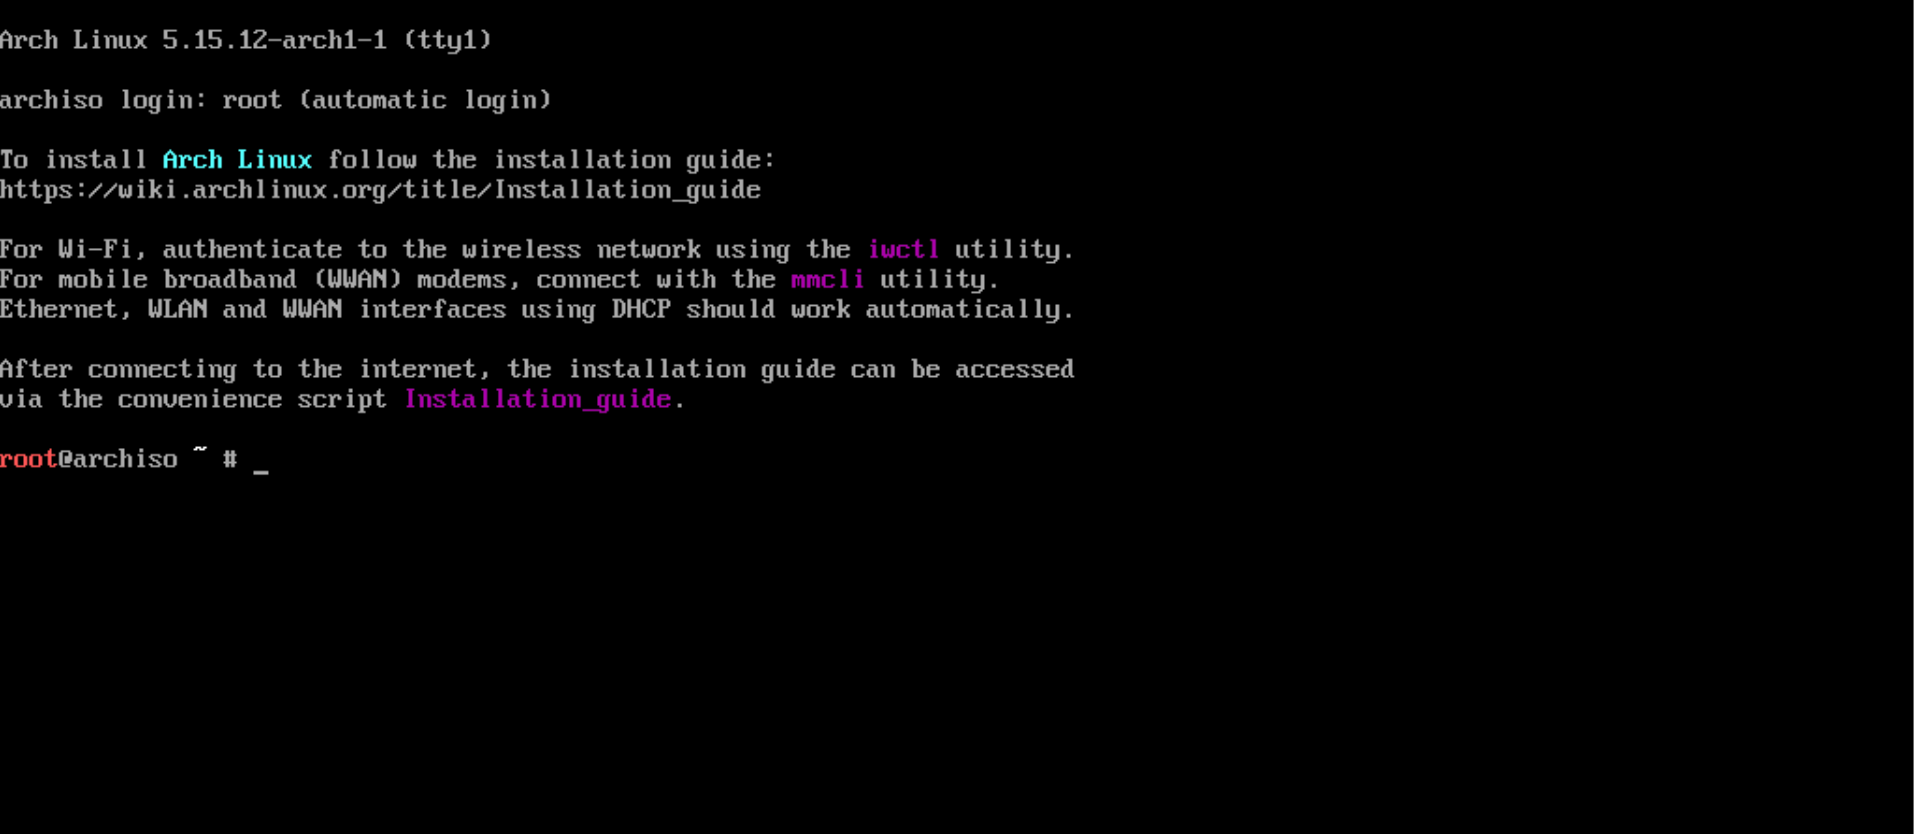 Arch Linux 5.15.12-arch1-1 (tty1)
archiso login: root (automatic login)
To install Arch Linux follow the installation guide:
https://wiki.archlinux.org/title/Installation_guide
For Wi-Fi, authenticate to the wireless network using the iwctl utility.
For mobile broadband (WWAN) modems, connect with the mmcli utility.
Ethernet, WLAN and WWAN interfaces using DHCP should work automatically.
After connecting to the internet, the installation guide can be accessed
via the convenience script Installation_guide.
root@archiso ~ # _